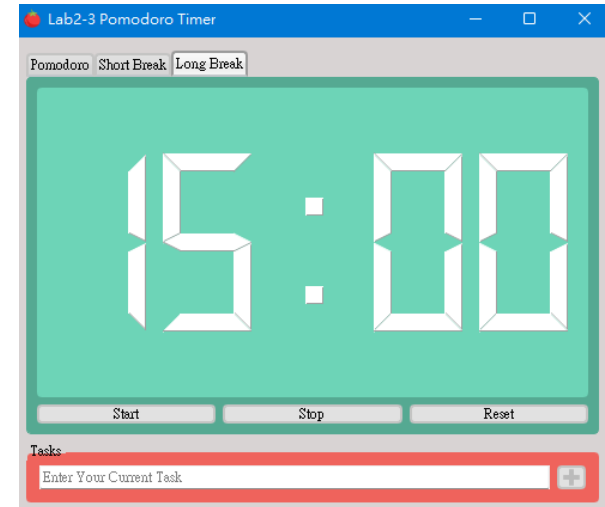 Lab2-3 Pomodoro Timer
Pomodoro Short Break Long Break
15:00
Start Stop Reset
Tasks
Enter Your Current Task